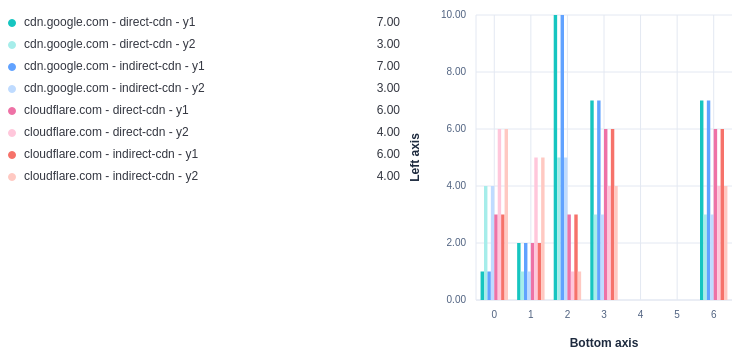 cdn.google.com - direct-cdn - y1 7.00
cdn.google.com - direct-cdn - y2 3.00
cdn.google.com - indirect-cdn - y1 7.00
cdn.google.com - indirect-cdn - y2 3.00
cloudflare.com - direct-cdn - y1 6.00
cloudflare.com - direct-cdn - y2 4.00
cloudflare.com - indirect-cdn - y1 6.00
cloudflare.com - indirect-cdn - y2 4.00
Left axis
10.00
8.00
6.00
4.00
2.00
0.00
0 1 2 3 4 5 6
Bottom axis